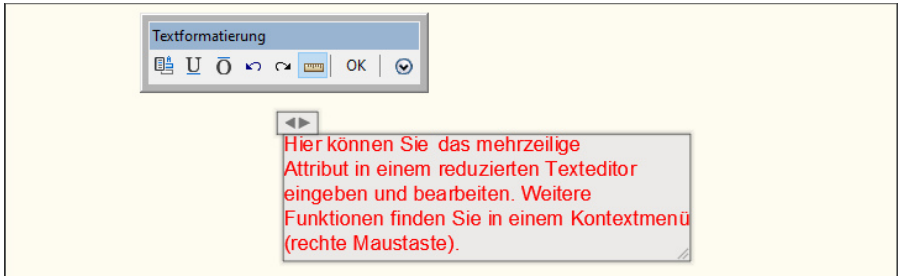 Textformatierung
U O OK
Hier können Sie das mehrzeilige
Attribut in einem reduzierten Texteditor
eingeben und bearbeiten. Weitere
Funktionen finden Sie in einem Kontextmenü
(rechte Maustaste).